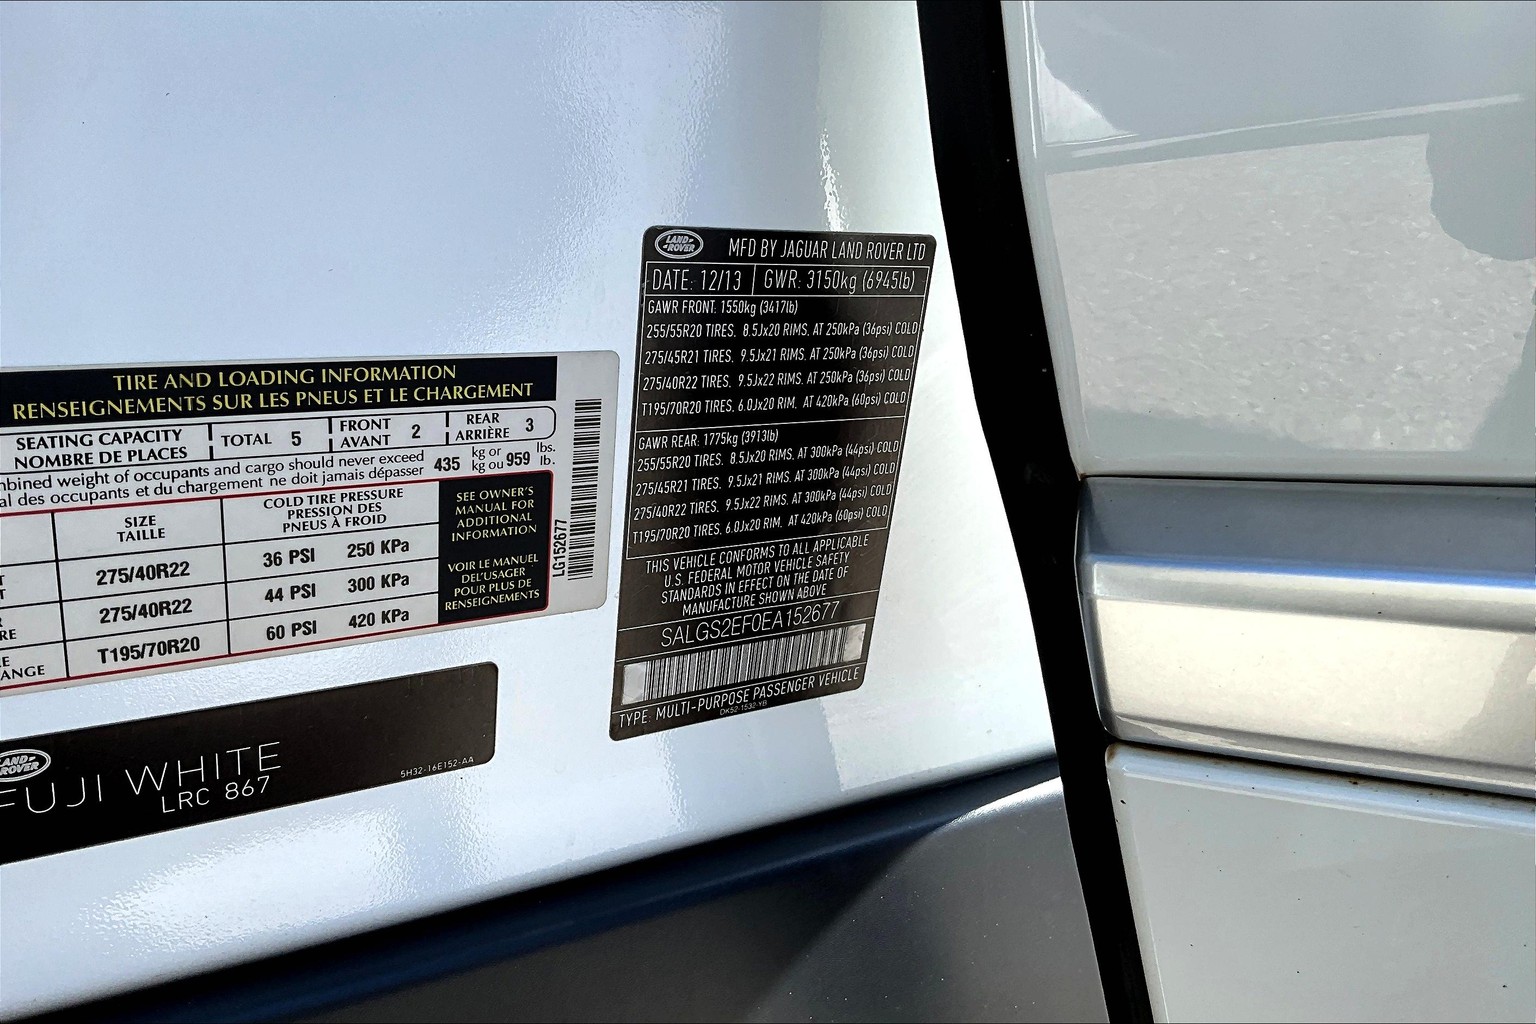 TIRE AND LOADING INFORMATION
RENSEIGNEMENTS SUR LES PNEUS ET LE CHARGEMENT
SEATING CAPACITY
NOMBRE DE PLACES
TOTAL 5
FRONT
AVANT 2
REAR
ARRIÈRE 3
occupants and cargo should never exceed
des occupants et du chargement ne doit jamais dépasser
435 kg or
kg ou 959 lbs.
lb.
SIZE
TAILLE
COLD TIRE PRESSURE
PRESSION DES
PNEUS À FROID
275/40R22 36 PSI 250 KPa
275/40R22 44 PSI 300 KPa
T195/70R20 60 PSI 420 KPa
SEE OWNER'S
MANUAL FOR
ADDITIONAL
INFORMATION
VOIR LE MANUEL
DEL'USAGER
POUR PLUS DE
RENSEIGNEMENTS
LG152677
LAND
ROVER
FUJI WHITE
LRC 867
5H32-16E152-AA
LAND
ROVER
MFD BY JAGUAR LAND ROVER LTD
DATE: 12/13 GWR: 3150kg (6945lb)
GAWR FRONT: 1550kg (3417lb)
255/55R20 TIRES. 8.5Jx20 RIMS. AT 250kPa (36psi) COLD
275/45R21 TIRES. 9.5Jx21 RIMS. AT 250kPa (36psi) COLD
275/40R22 TIRES. 9.5Jx22 RIMS. AT 250kPa (36psi) COLD
T195/70R20 TIRES. 6.0Jx20 RIM. AT 420kPa (60psi) COLD
GAWR REAR: 1775kg (3913lb)
255/55R20 TIRES. 8.5Jx20 RIMS. AT 300kPa (44psi) COLD
275/45R21 TIRES. 9.5Jx21 RIMS. AT 300kPa (44psi) COLD
275/40R22 TIRES. 9.5Jx22 RIMS. AT 300kPa (44psi) COLD
T195/70R20 TIRES. 6.0Jx20 RIM. AT 420kPa (60psi) COLD
THIS VEHICLE CONFORMS TO ALL APPLICABLE
U.S. FEDERAL MOTOR VEHICLE SAFETY
STANDARDS IN EFFECT ON THE DATE OF
MANUFACTURE SHOWN ABOVE
SALGS2EF0EA152677
TYPE: MULTI-PURPOSE PASSENGER VEHICLE
DK52-1532-YB